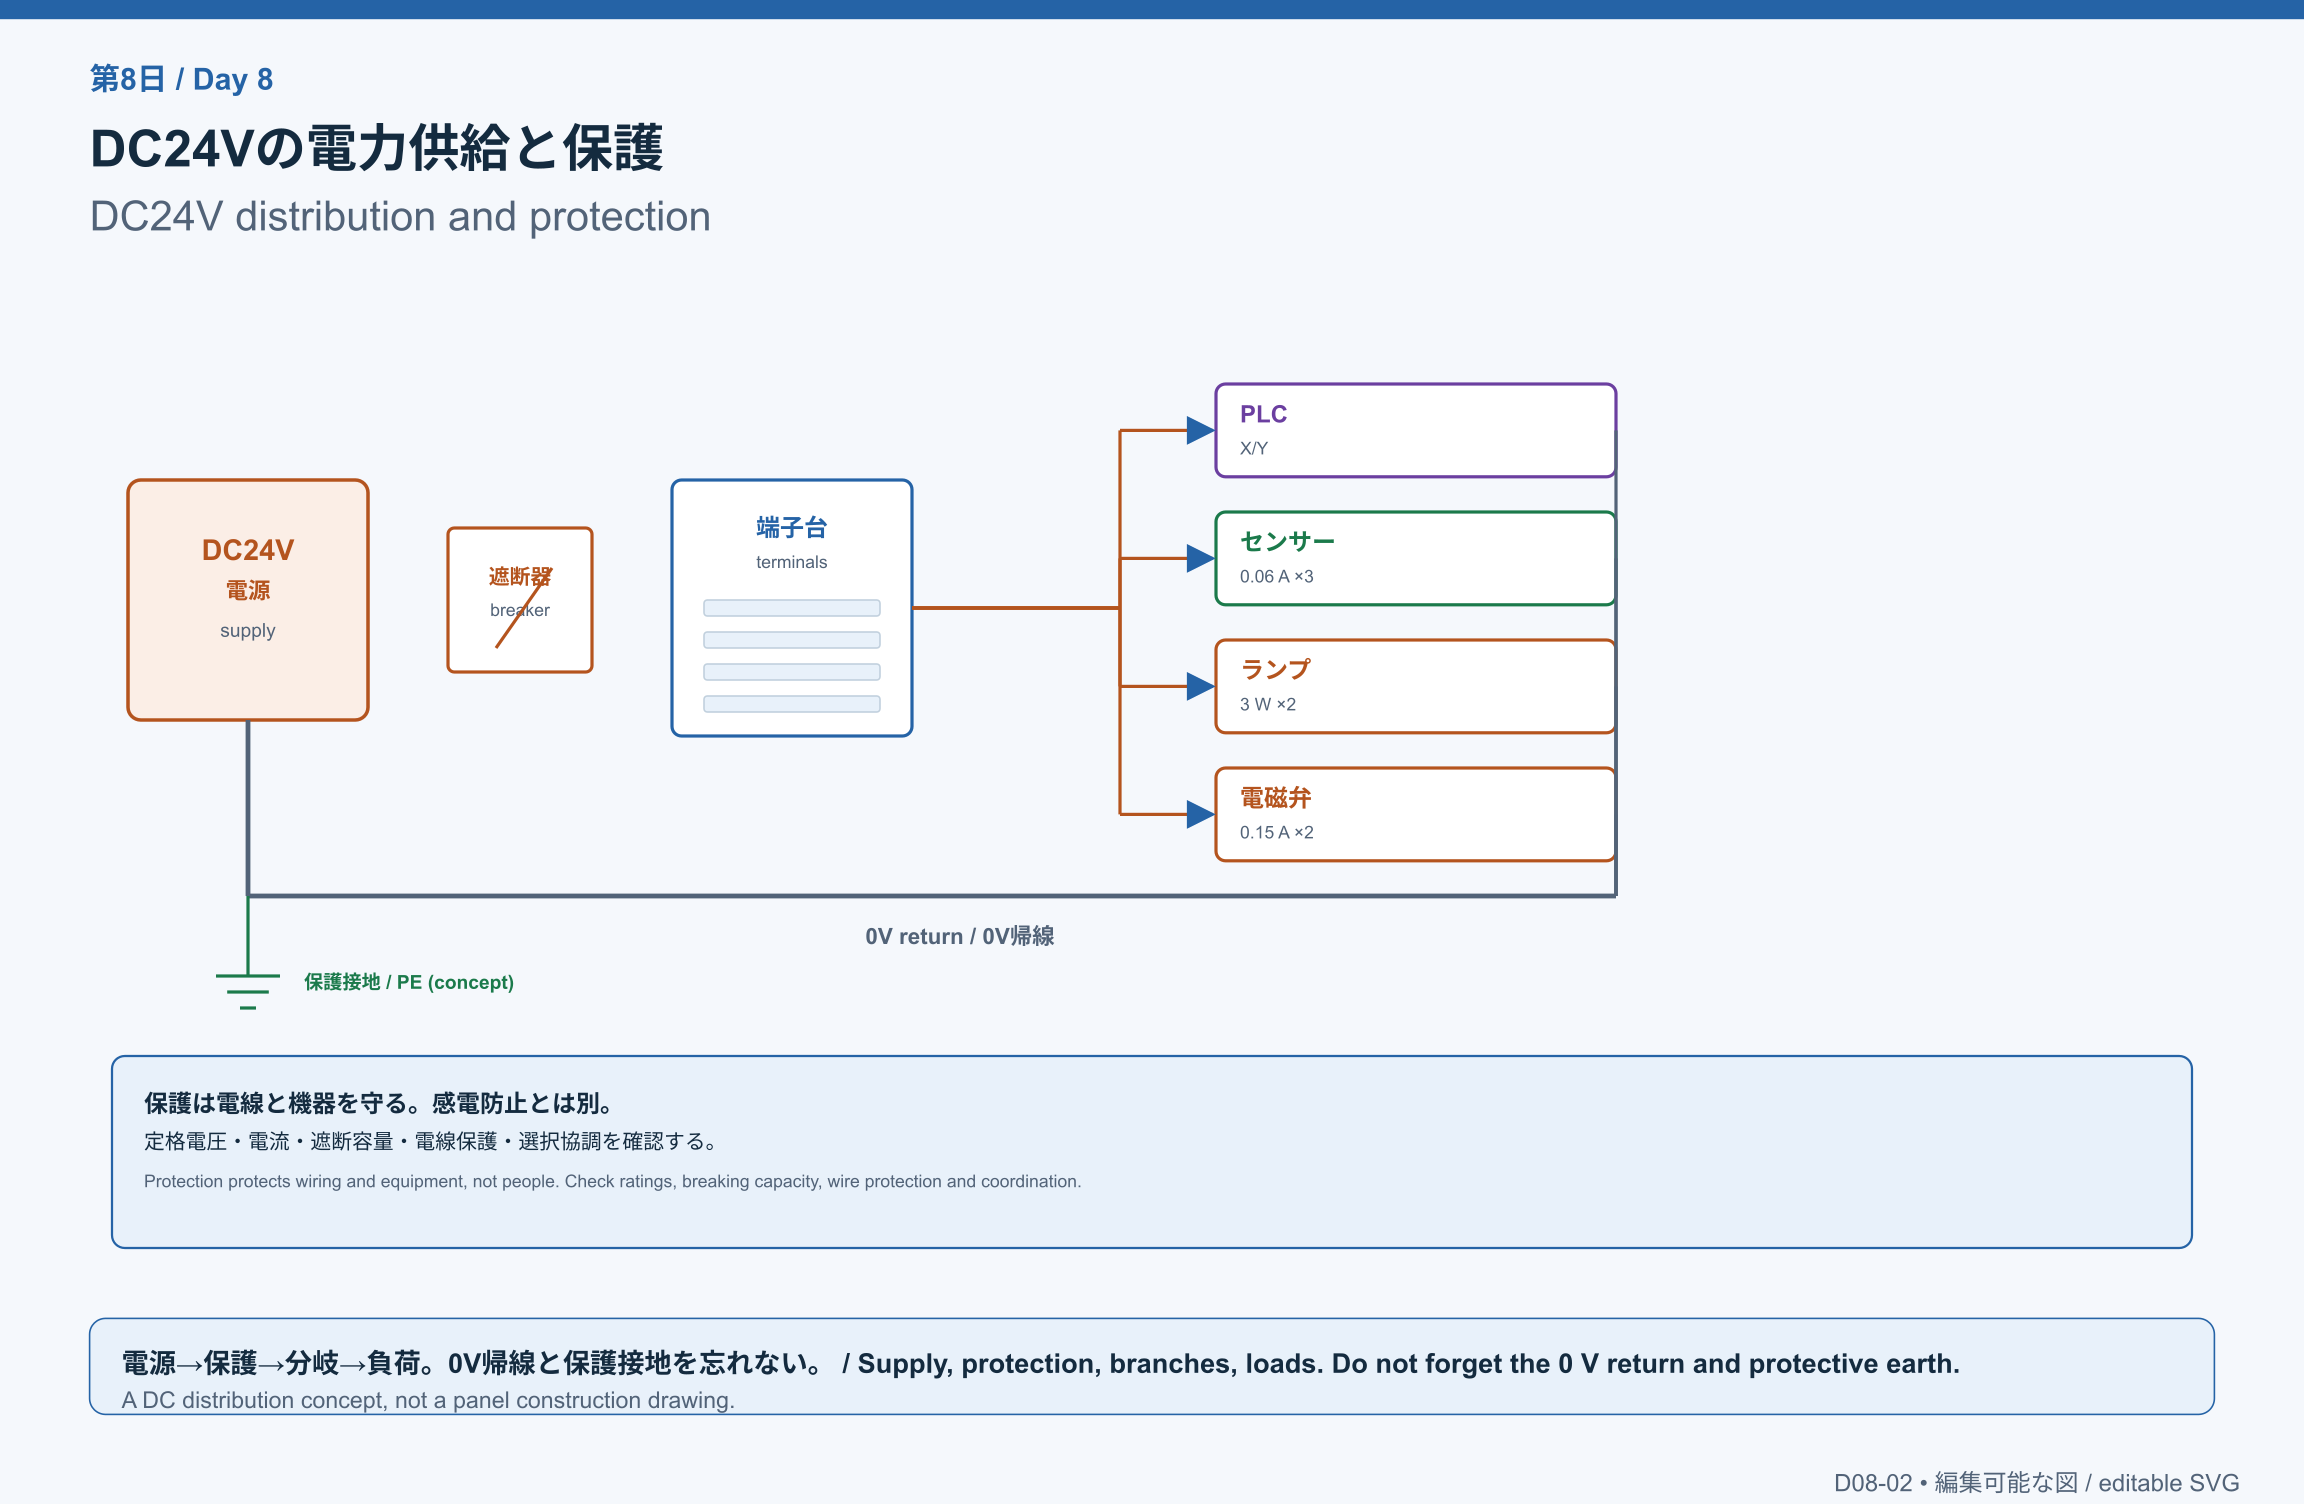 第8日 / Day 8
DC24Vの電力供給と保護
DC24V distribution and protection
DC24V
電源
supply
遮断器
breaker
端子台
terminals
PLC
X/Y
センサー
0.06 A ×3
ランプ
3 W ×2
電磁弁
0.15 A ×2
0V return / 0V帰線
保護接地 / PE (concept)
保護は電線と機器を守る。感電防止とは別。
定格電圧・電流・遮断容量・電線保護・選択協調を確認する。
Protection protects wiring and equipment, not people. Check ratings, breaking capacity, wire protection and coordination.
電源→保護→分岐→負荷。0V帰線と保護接地を忘れない。 / Supply, protection, branches, loads. Do not forget the 0 V return and protective earth.
A DC distribution concept, not a panel construction drawing.
D08-02 • 編集可能な図 / editable SVG